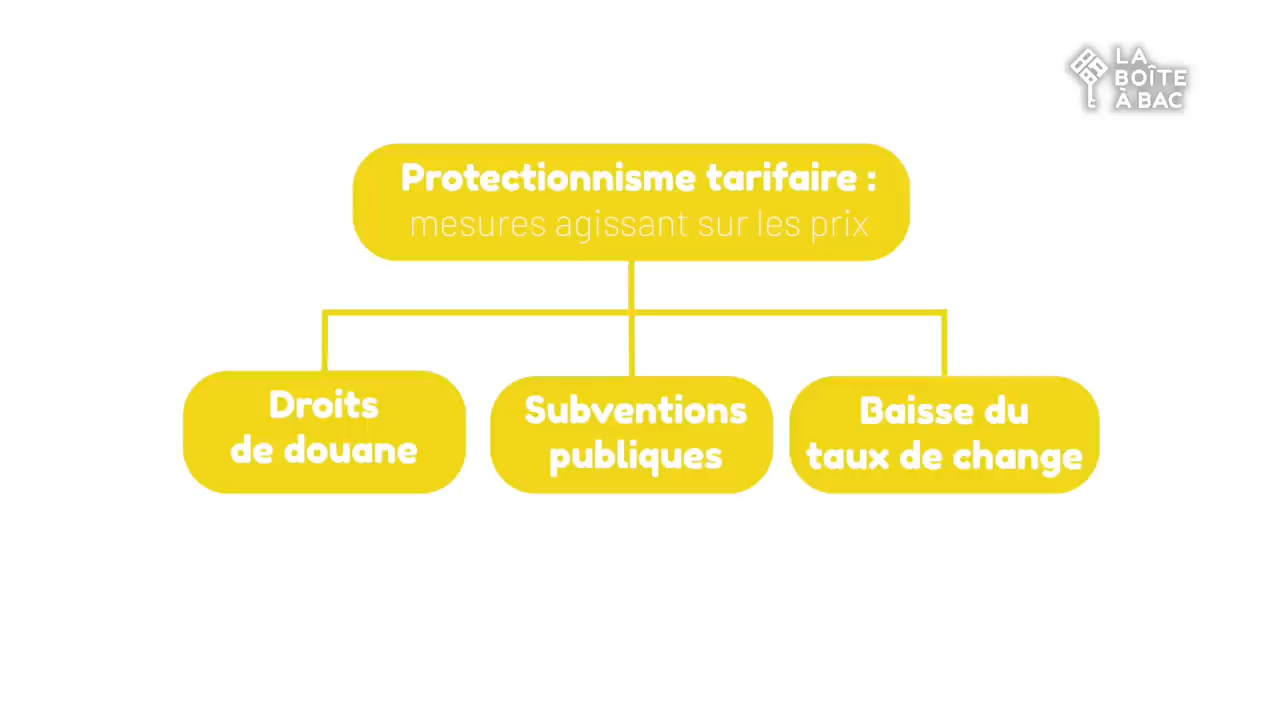 LA
BOÎTE
À BAC
Protectionnisme tarifaire :
mesures agissant sur les prix
Droits
de douane
Subventions
publiques
Baisse du
taux de change